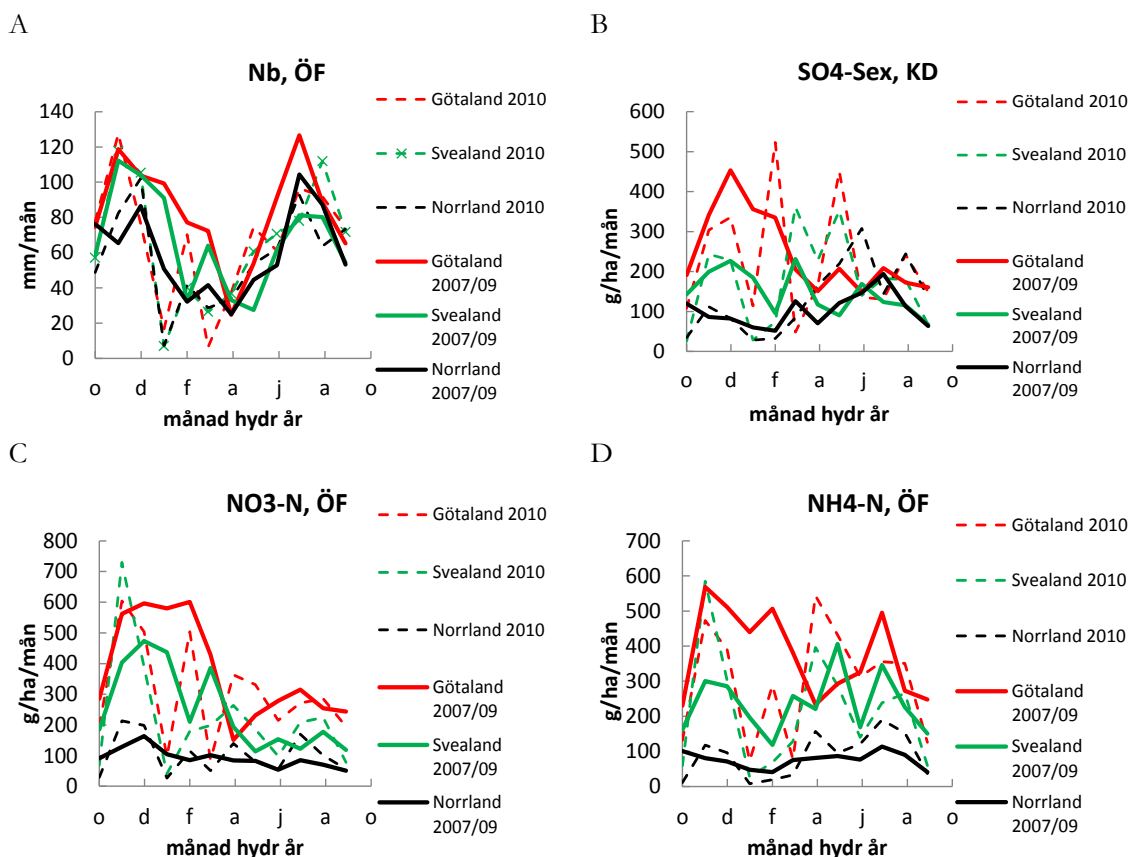 A
Nb, ÖF
mm/mån
140
120
100
80
60
40
20
0
o d f a j a o
månad hydr år
Götaland 2010
Svealand 2010
Norrland 2010
Götaland
2007/09
Svealand
2007/09
Norrland
2007/09
B
SO4-Sex, KD
g/ha/mån
600
500
400
300
200
100
0
o d f a j a o
månad hydr år
Götaland 2010
Svealand 2010
Norrland 2010
Götaland
2007/09
Svealand
2007/09
Norrland
2007/09
C
NO3-N, ÖF
g/ha/mån
800
700
600
500
400
300
200
100
0
o d f a j a o
månad hydr år
Götaland 2010
Svealand 2010
Norrland 2010
Götaland
2007/09
Svealand
2007/09
Norrland
2007/09
D
NH4-N, ÖF
g/ha/mån
700
600
500
400
300
200
100
0
o d f a j a o
månad hydr år
Götaland 2010
Svealand 2010
Norrland 2010
Götaland
2007/09
Svealand
2007/09
Norrland
2007/09